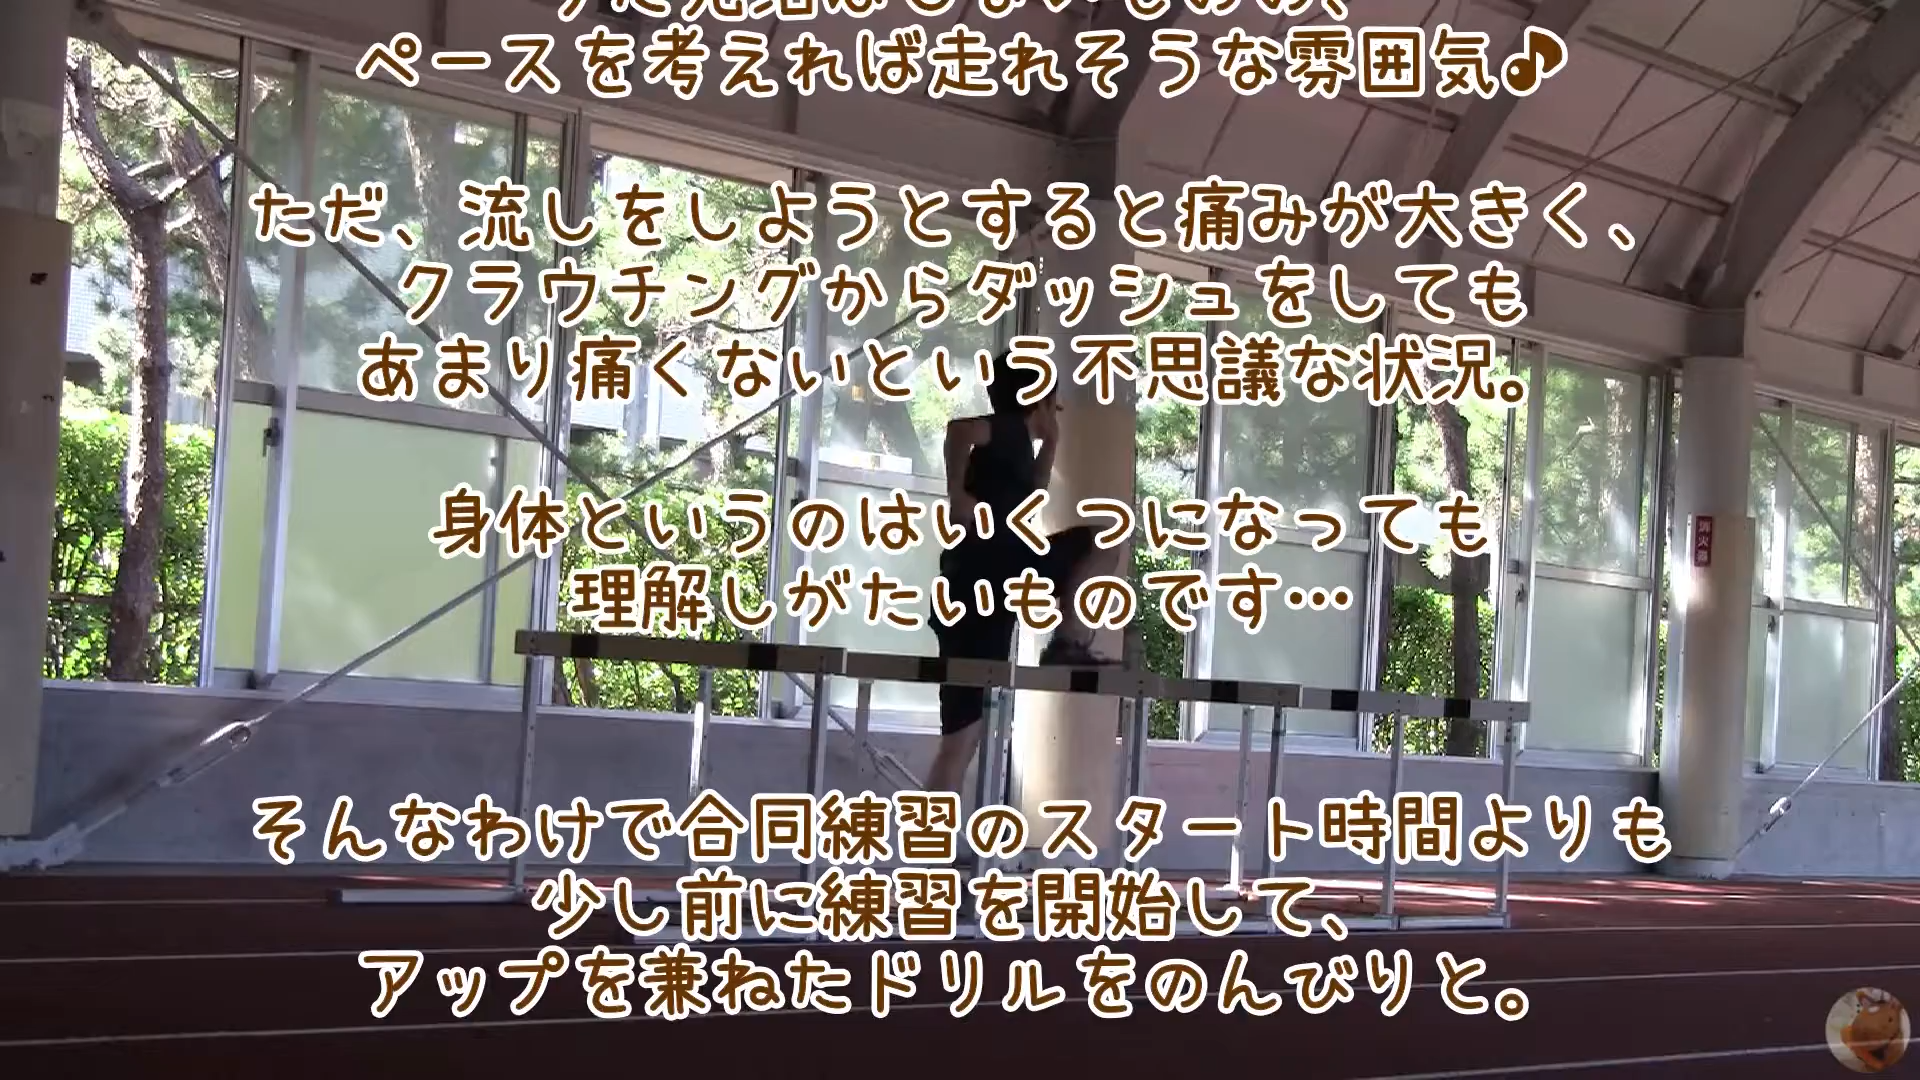 ペースを考えれば走れそうな雰囲気♪
ただ、流しをしようとすると痛みが大きく、
クラウチングからダッシュをしても
あまり痛くないという不思議な状況。
身体というのはいくつになっても
理解しがたいものです…
そんなわけで合同練習のスタート時間よりも
少し前に練習を開始して、
アップを兼ねたドリルをのんびりと。
消火器